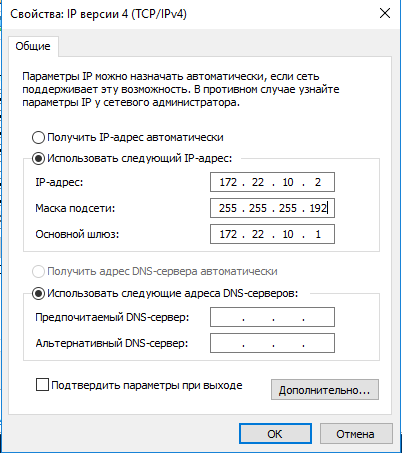 Свойства: IP версии 4 (TCP/IPv4)
Общие
Параметры IP можно назначать автоматически, если сеть
поддерживает эту возможность. В противном случае узнайте
параметры IP у сетевого администратора.
Получить IP-адрес автоматически
Использовать следующий IP-адрес:
IP-адрес: 172 . 22 . 10 . 2
Маска подсети: 255 . 255 . 255 . 192
Основной шлюз: 172 . 22 . 10 . 1
Получить адрес DNS-сервера автоматически
Использовать следующие адреса DNS-серверов:
Предпочитаемый DNS-сервер: . . .
Альтернативный DNS-сервер: . . .
Подтвердить параметры при выходе
Дополнительно...
ОК
Отмена